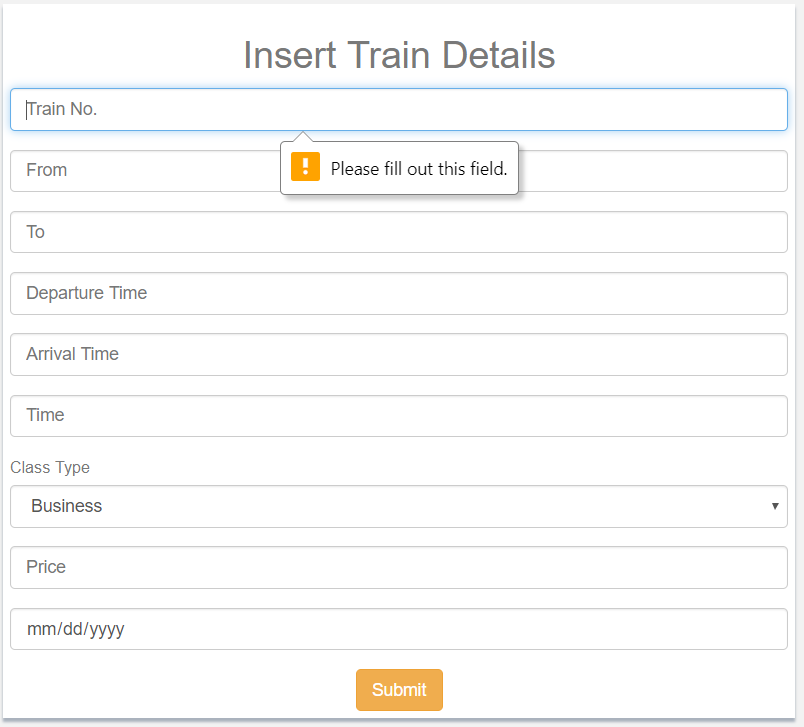 Insert Train Details
Train No.
Please fill out this field.
From
To
Departure Time
Arrival Time
Time
Class Type
Business
Price
mm/dd/yyyy
Submit